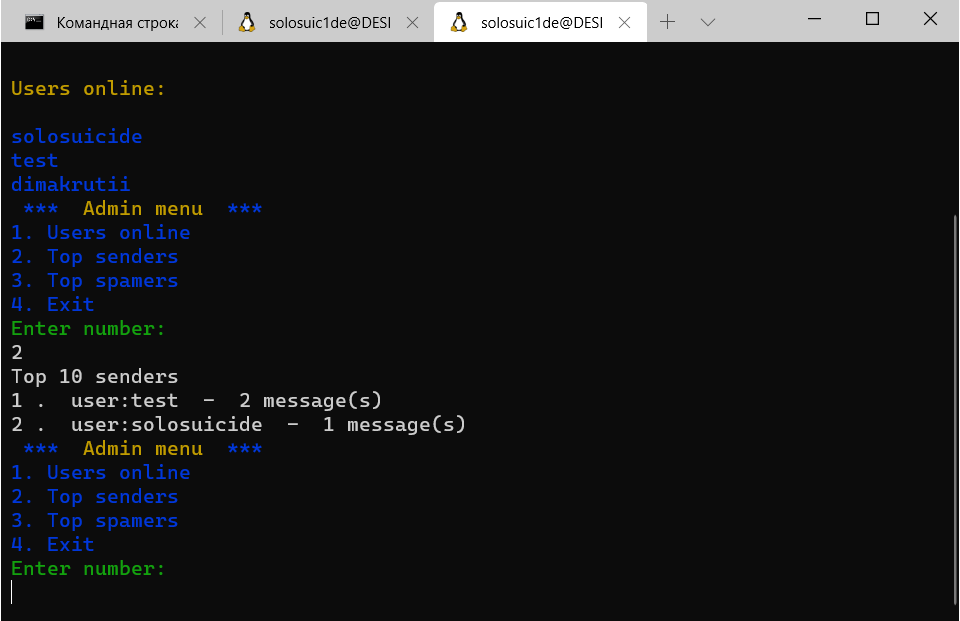 Командная строка
solosuic1de@DESI
solosuic1de@DESI
Users online:
solosuicide
test
dimakrutii
*** Admin menu ***
1. Users online
2. Top senders
3. Top spamers
4. Exit
Enter number:
2
Top 10 senders
1 . user:test - 2 message(s)
2 . user:solosuicide - 1 message(s)
*** Admin menu ***
1. Users online
2. Top senders
3. Top spamers
4. Exit
Enter number: